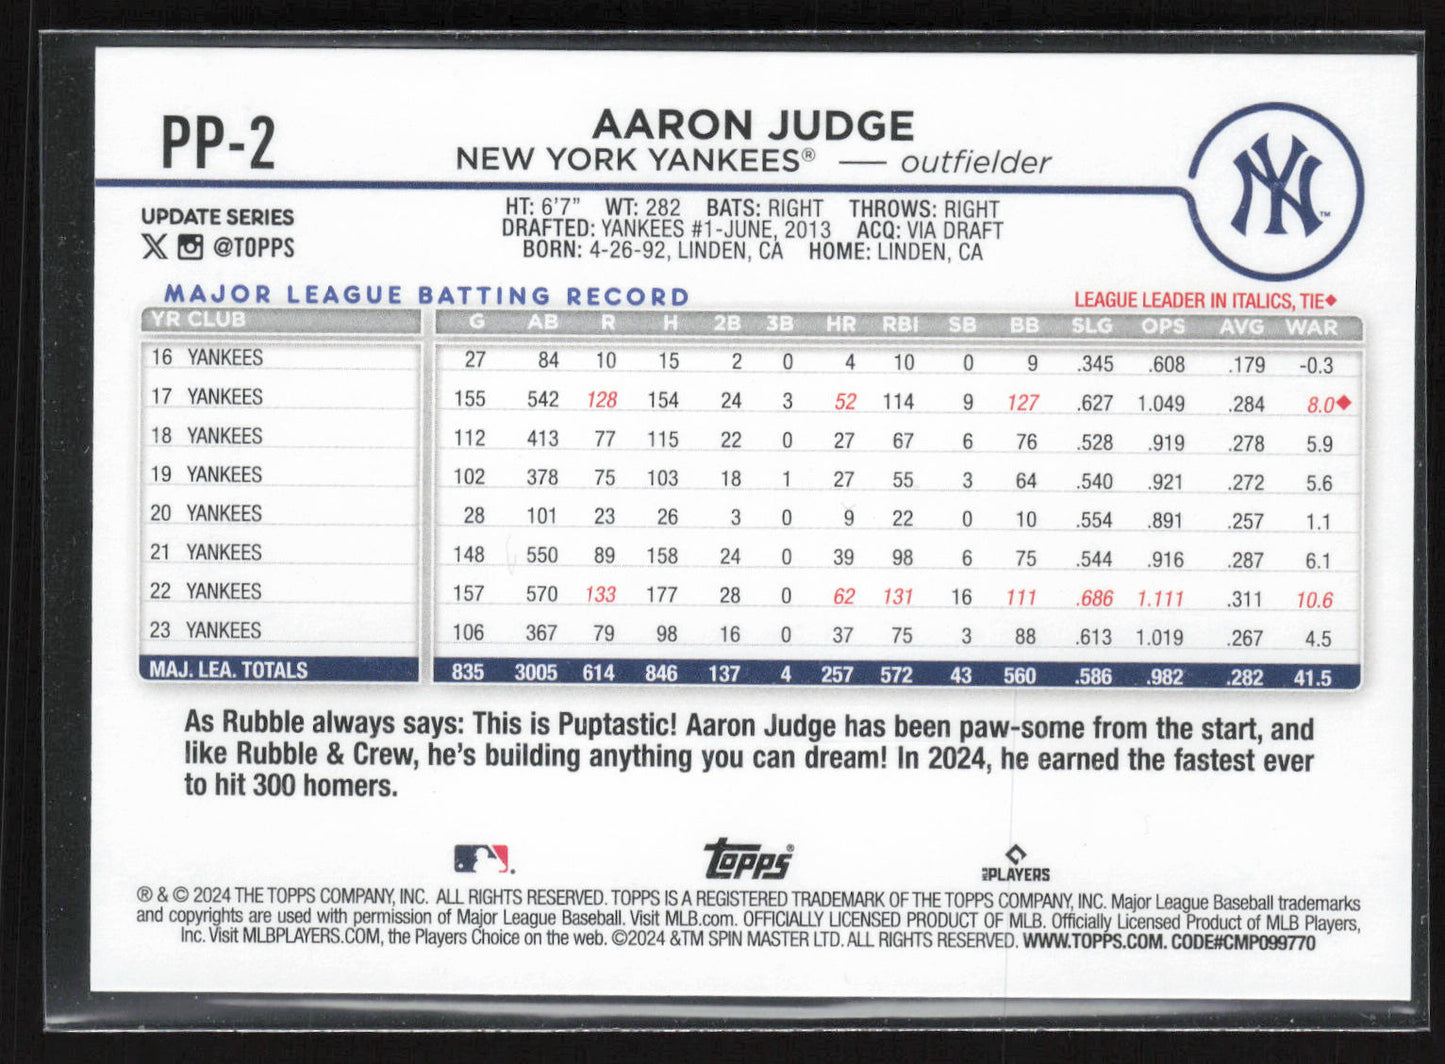 PP-2
AARON JUDGE
NEW YORK YANKEES® — outfielder
NY™
UPDATE SERIES
X @TOPPS
HT: 6'7" WT: 282 BATS: RIGHT THROWS: RIGHT
DRAFTED: YANKEES #1-JUNE, 2013 ACQ: VIA DRAFT
BORN: 4-26-92, LINDEN, CA HOME: LINDEN, CA
MAJOR LEAGUE BATTING RECORD
LEAGUE LEADER IN ITALICS, TIE◆
YR CLUB G AB R H 2B 3B HR RBI SB BB SLG OPS AVG WAR
16 YANKEES 27 84 10 15 2 0 4 10 0 9 .345 .608 .179 -0.3
17 YANKEES 155 542 128 154 24 3 52 114 9 127 .627 1.049 .284 8.0◆
18 YANKEES 112 413 77 115 22 0 27 67 6 76 .528 .919 .278 5.9
19 YANKEES 102 378 75 103 18 1 27 55 3 64 .540 .921 .272 5.6
20 YANKEES 28 101 23 26 3 0 9 22 0 10 .554 .891 .257 1.1
21 YANKEES 148 550 89 158 24 0 39 98 6 75 .544 .916 .287 6.1
22 YANKEES 157 570 133 177 28 0 62 131 16 111 .686 1.111 .311 10.6
23 YANKEES 106 367 79 98 16 0 37 75 3 88 .613 1.019 .267 4.5
MAJ. LEA. TOTALS 835 3005 614 846 137 4 257 572 43 560 .586 .982 .282 41.5
As Rubble always says: This is Puptastic! Aaron Judge has been paw-some from the start, and
like Rubble & Crew, he's building anything you can dream! In 2024, he earned the fastest ever
to hit 300 homers.
topps®
MLBPLAYERS
® & © 2024 THE TOPPS COMPANY, INC. ALL RIGHTS RESERVED. TOPPS IS A REGISTERED TRADEMARK OF THE TOPPS COMPANY, INC. Major League Baseball trademarks
and copyrights are used with permission of Major League Baseball. Visit MLB.com. OFFICIALLY LICENSED PRODUCT OF MLB. Officially Licensed Product of MLB Players,
Inc. Visit MLBPLAYERS.COM, the Players Choice on the web. ©2024 &TM SPIN MASTER LTD. ALL RIGHTS RESERVED. WWW.TOPPS.COM. CODE#CMP099770